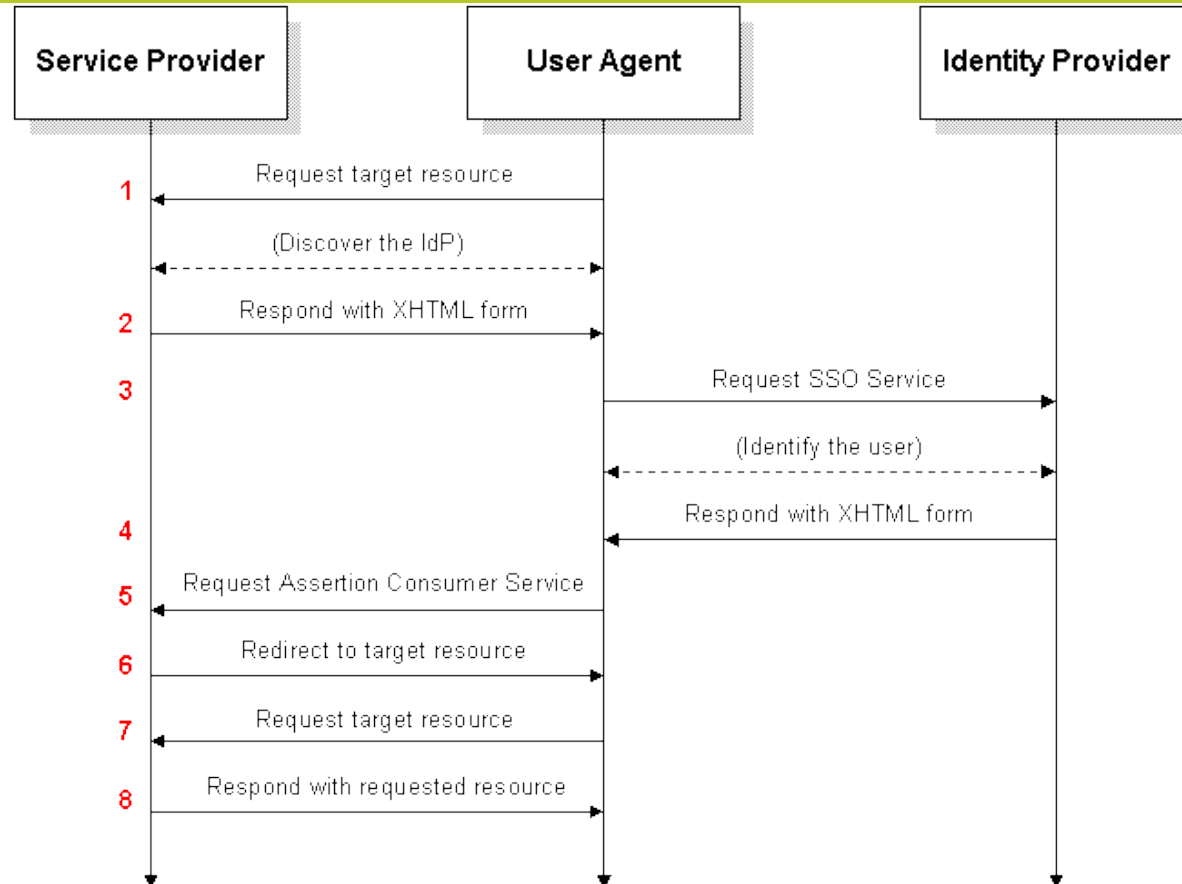 Service Provider
User Agent
Identity Provider
Request target resource
1
(Discover the IdP)
Respond with XHTML form
2
Request SSO Service
3
(Identify the user)
Respond with XHTML form
4
Request Assertion Consumer Service
5
Redirect to target resource
6
Request target resource
7
Respond with requested resource
8